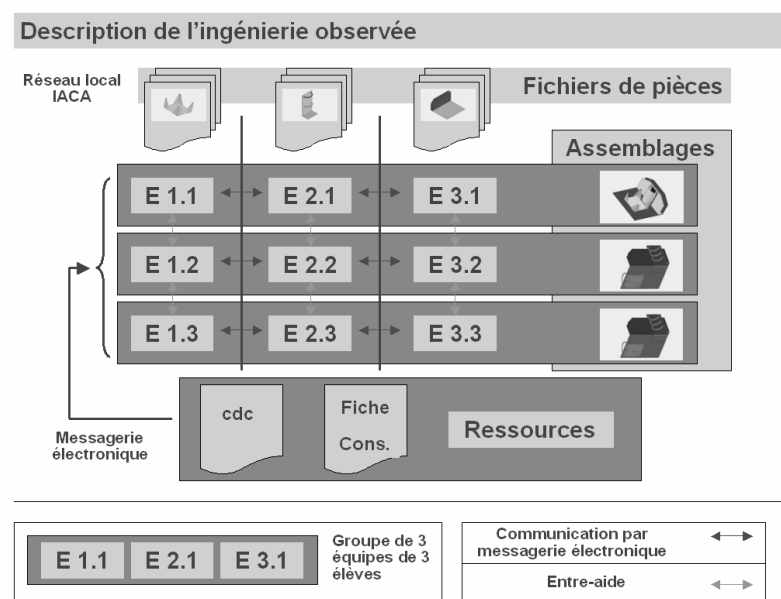 Description de l'ingénierie observée
Réseau local
IACA
Fichiers de pièces
Assemblages
E 1.1
E 2.1
E 3.1
E 1.2
E 2.2
E 3.2
E 1.3
E 2.3
E 3.3
cdc
Fiche
Cons.
Ressources
Messagerie
électronique
E 1.1
E 2.1
E 3.1
Groupe de 3
équipes de 3
élèves
Communication par
messagerie électronique
Entre-aide